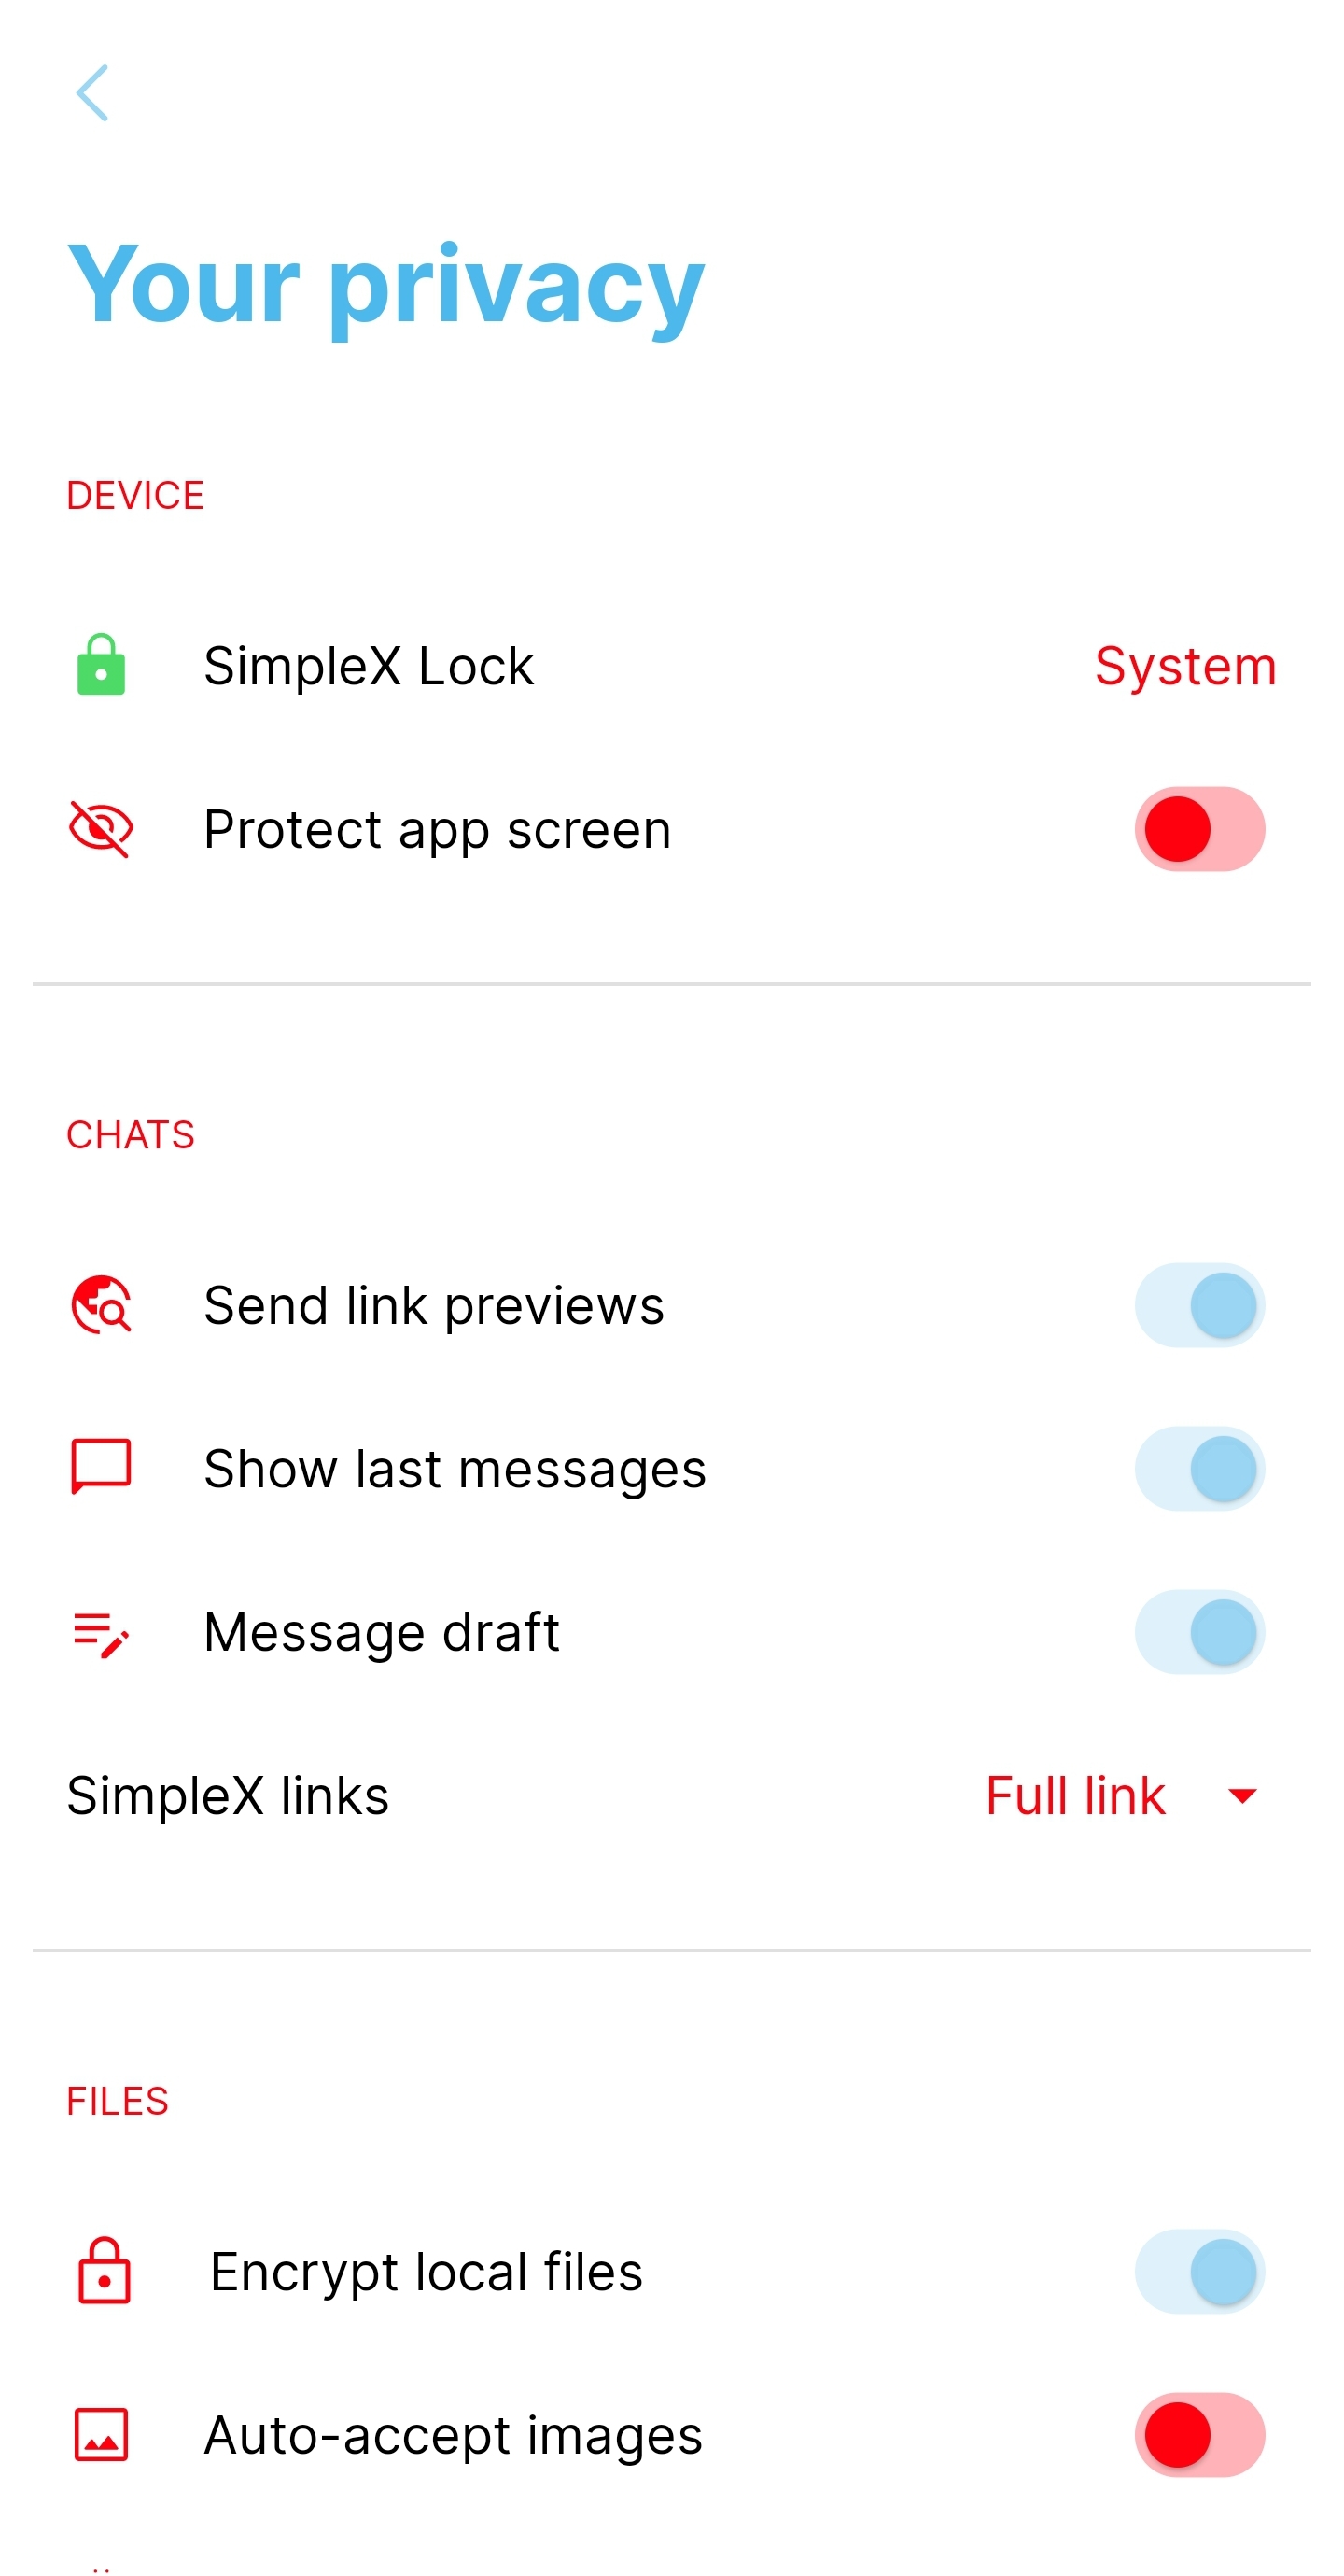 Your privacy
DEVICE
SimpleX Lock System
Protect app screen
CHATS
Send link previews
Show last messages
Message draft
SimpleX links Full link
FILES
Encrypt local files
Auto-accept images